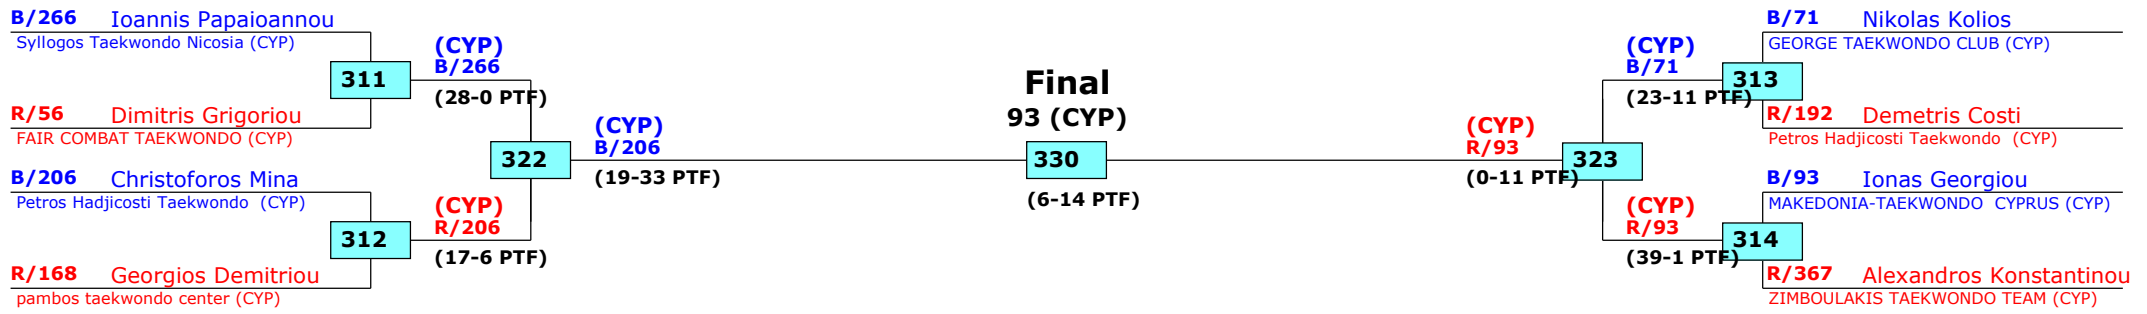 B/266 Ioannis Papaioannou
Syllogos Taekwondo Nicosia (CYP)
311
(CYP)
B/266
(28-0 PTF)
R/56 Dimitris Grigoriou
FAIR COMBAT TAEKWONDO (CYP)
322
(CYP)
B/206
(19-33 PTF)
B/206 Christoforos Mina
Petros Hadjicosti Taekwondo (CYP)
312
(CYP)
R/206
(17-6 PTF)
R/168 Georgios Demitriou
pambos taekwondo center (CYP)
Final
93 (CYP)
330
(6-14 PTF)
B/71 Nikolas Kolios
GEORGE TAEKWONDO CLUB (CYP)
(CYP)
B/71
313
(23-11 PTF)
R/192 Demetris Costi
Petros Hadjicosti Taekwondo (CYP)
(CYP)
R/93
323
(0-11 PTF)
B/93 Ionas Georgiou
MAKEDONIA-TAEKWONDO CYPRUS (CYP)
(CYP)
R/93
314
(39-1 PTF)
R/367 Alexandros Konstantinou
ZIMBOULAKIS TAEKWONDO TEAM (CYP)